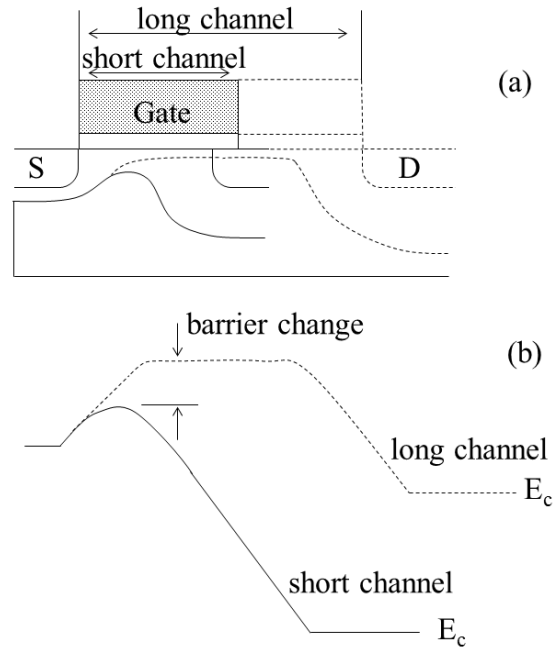 long channel
short channel
(a)
Gate
S
D
barrier change
(b)
long channel
E_c
short channel
E_c